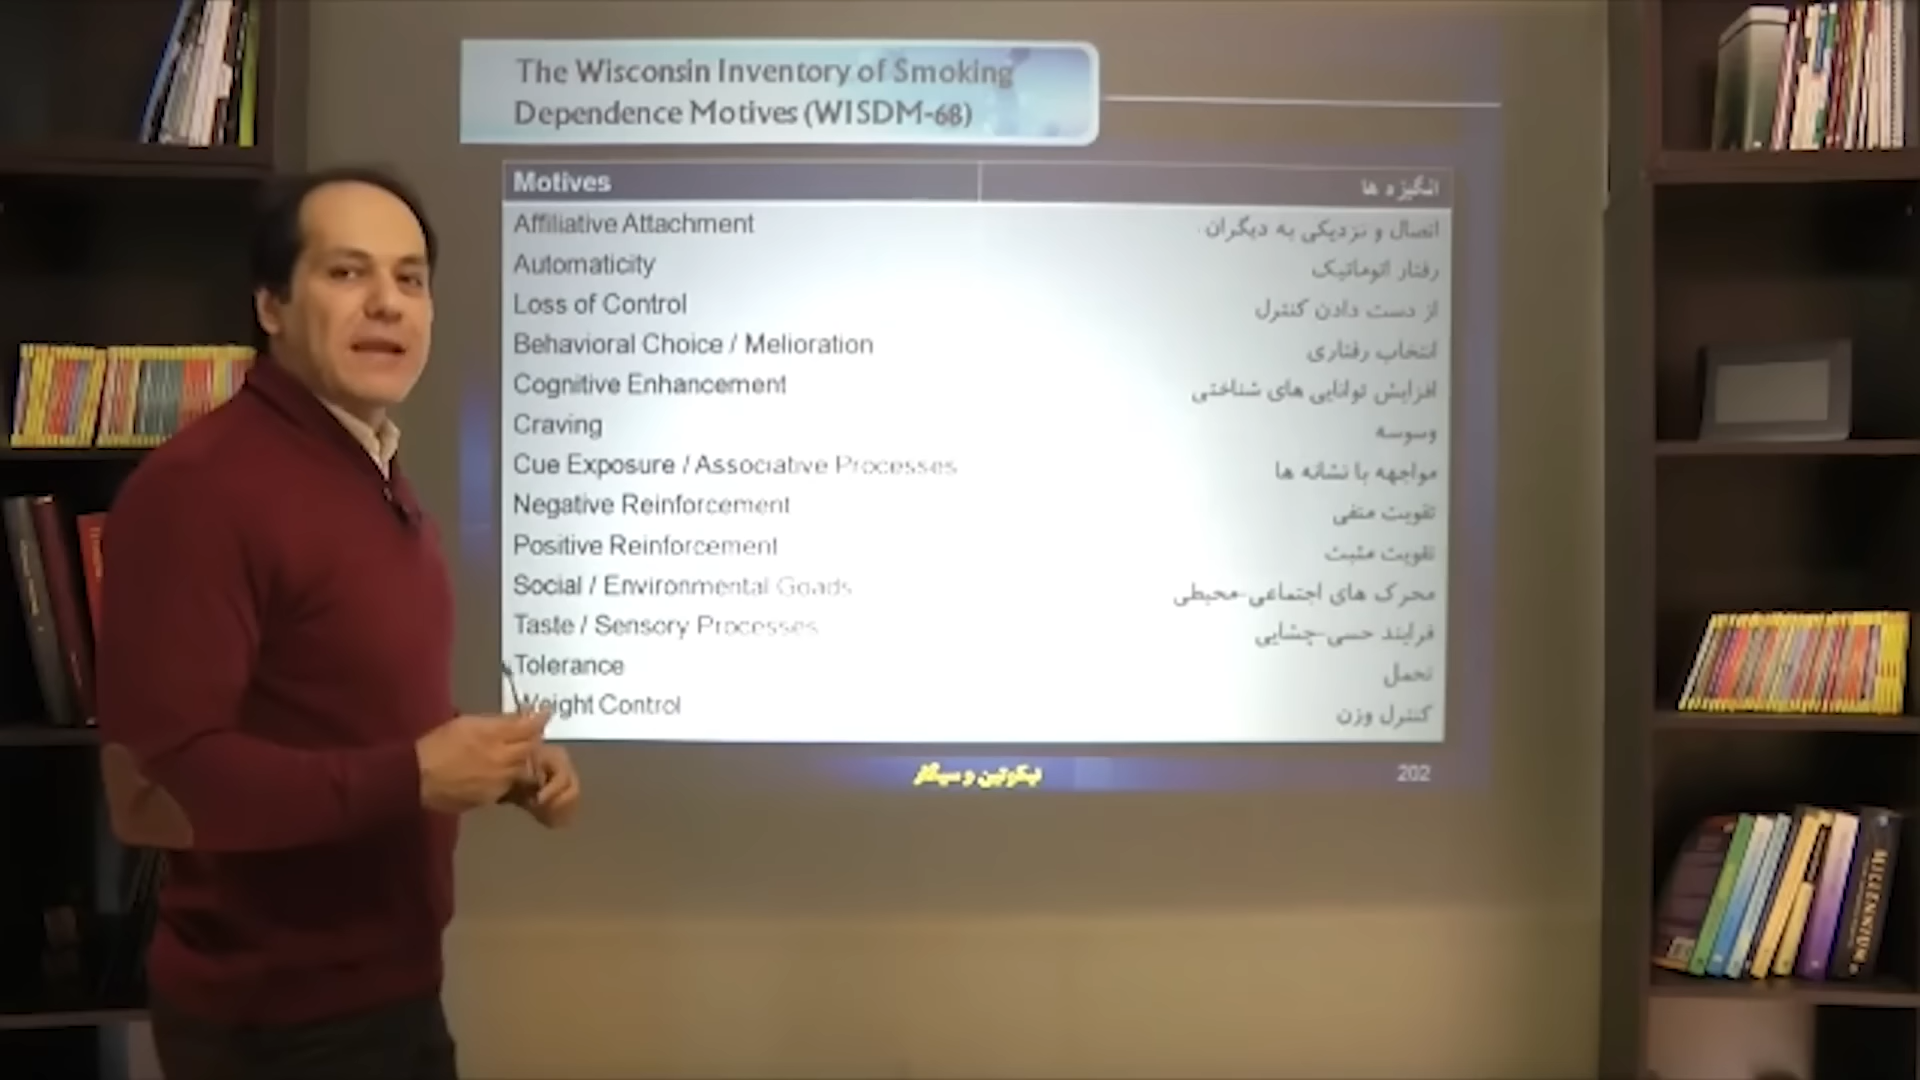 The Wisconsin Inventory of Smoking
Dependence Motives (WISDM-68)
Motives انگیزه ها
Affiliative Attachment اتصال و نزدیکی به دیگران
Automaticity رفتار اتوماتیک
Loss of Control از دست دادن کنترل
Behavioral Choice / Melioration انتخاب رفتاری
Cognitive Enhancement افزایش توانایی های شناختی
Craving وسوسه
Cue Exposure / Associative Processes مواجهه با نشانه ها
Negative Reinforcement تقویت منفی
Positive Reinforcement تقویت مثبت
Social / Environmental Goads محرک های اجتماعی-محیطی
Taste / Sensory Processes فرایند حسی-چشایی
Tolerance تحمل
Weight Control کنترل وزن
نیکوتین و سیگار 202
MILLENNIUM